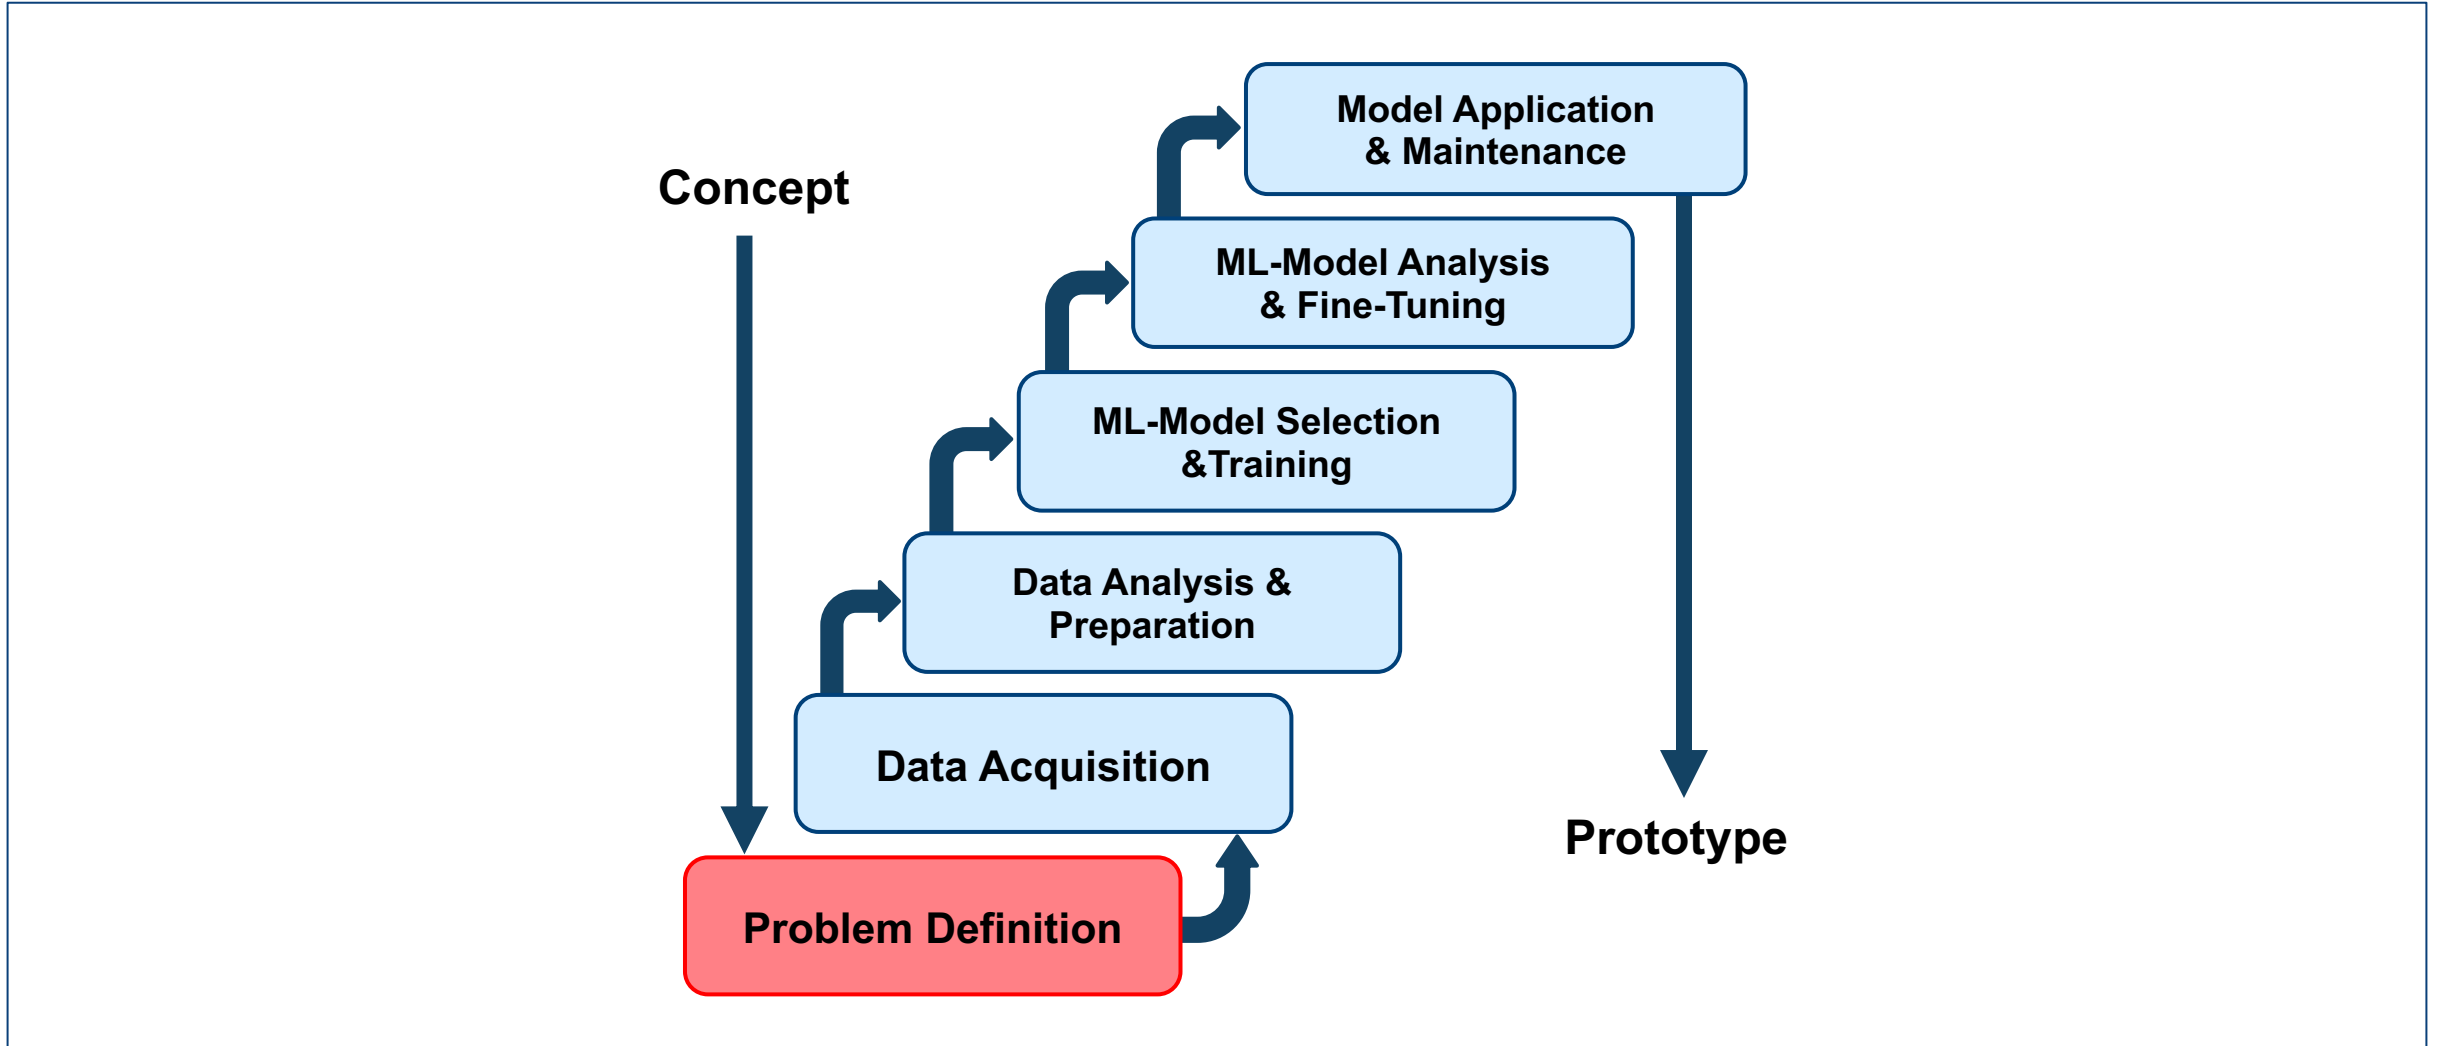 Model Application
& Maintenance
Concept
ML-Model Analysis
& Fine-Tuning
ML-Model Selection
&Training
Data Analysis &
Preparation
Data Acquisition
Prototype
Problem Definition